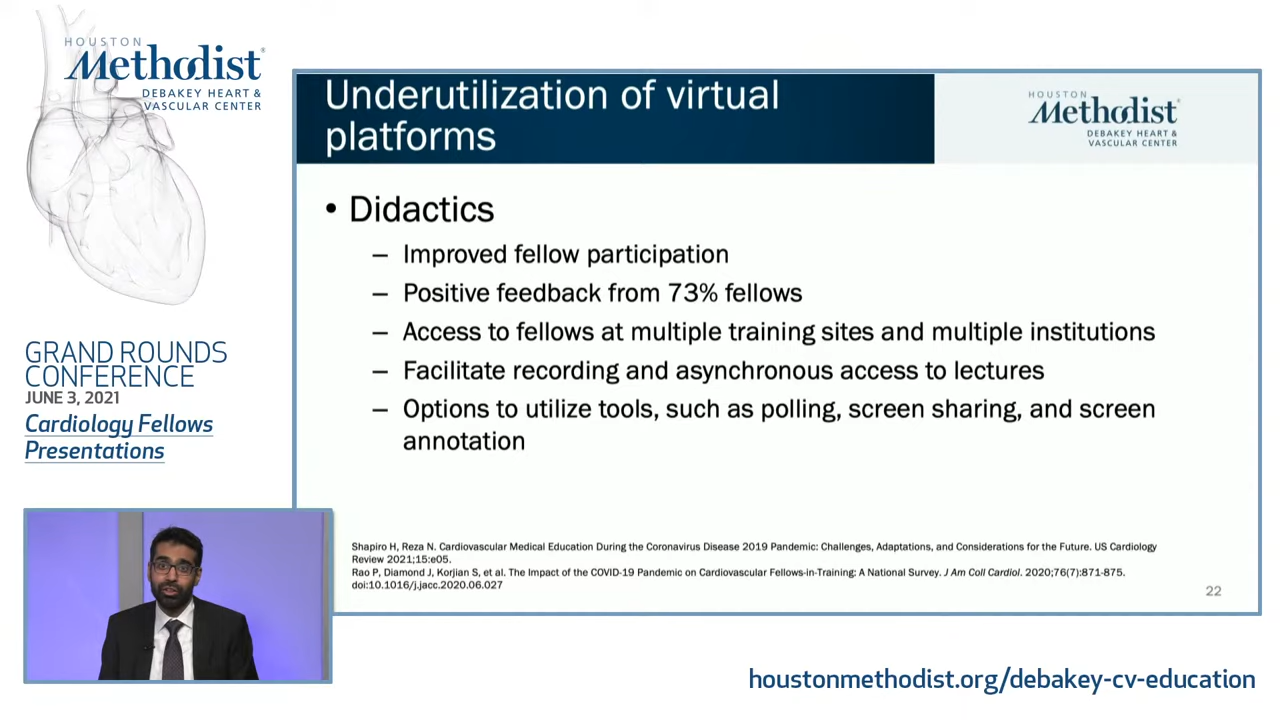 HOUSTON
Methodist®
DEBAKEY HEART &
VASCULAR CENTER
GRAND ROUNDS
CONFERENCE
JUNE 3, 2021
Cardiology Fellows
Presentations
Underutilization of virtual
platforms
HOUSTON
Methodist®
DEBAKEY HEART &
VASCULAR CENTER
• Didactics
– Improved fellow participation
– Positive feedback from 73% fellows
– Access to fellows at multiple training sites and multiple institutions
– Facilitate recording and asynchronous access to lectures
– Options to utilize tools, such as polling, screen sharing, and screen
annotation
Shapiro H, Reza N. Cardiovascular Medical Education During the Coronavirus Disease 2019 Pandemic: Challenges, Adaptations, and Considerations for the Future. US Cardiology
Review 2021;15:e05.
Rao P, Diamond J, Korjian S, et al. The Impact of the COVID-19 Pandemic on Cardiovascular Fellows-in-Training: A National Survey. J Am Coll Cardiol. 2020;76(7):871-875.
doi:10.1016/j.jacc.2020.06.027
22
houstonmethodist.org/debakey-cv-education